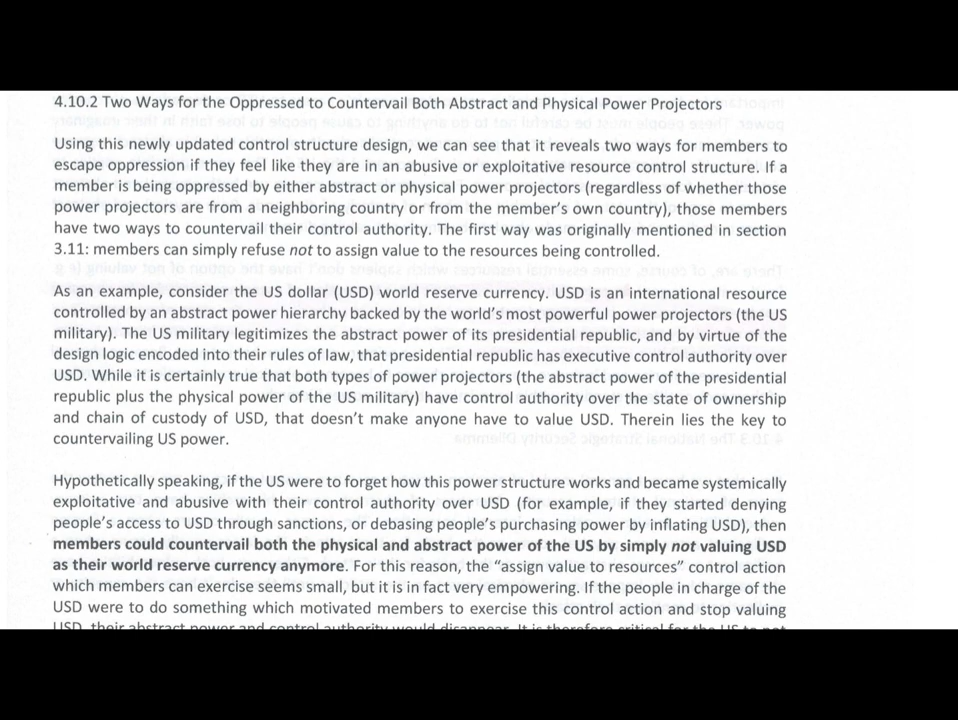 4.10.2 Two Ways for the Oppressed to Countervail Both Abstract and Physical Power Projectors
Using this newly updated control structure design, we can see that it reveals two ways for members to
escape oppression if they feel like they are in an abusive or exploitative resource control structure. If a
member is being oppressed by either abstract or physical power projectors (regardless of whether those
power projectors are from a neighboring country or from the member's own country), those members
have two ways to countervail their control authority. The first way was originally mentioned in section
3.11: members can simply refuse not to assign value to the resources being controlled.
As an example, consider the US dollar (USD) world reserve currency. USD is an international resource
controlled by an abstract power hierarchy backed by the world's most powerful power projectors (the US
military). The US military legitimizes the abstract power of its presidential republic, and by virtue of the
design logic encoded into their rules of law, that presidential republic has executive control authority over
USD. While it is certainly true that both types of power projectors (the abstract power of the presidential
republic plus the physical power of the US military) have control authority over the state of ownership
and chain of custody of USD, that doesn't make anyone have to value USD. Therein lies the key to
countervailing US power.
Hypothetically speaking, if the US were to forget how this power structure works and became systemically
exploitative and abusive with their control authority over USD (for example, if they started denying
people's access to USD through sanctions, or debasing people's purchasing power by inflating USD), then
members could countervail both the physical and abstract power of the US by simply not valuing USD
as their world reserve currency anymore. For this reason, the "assign value to resources" control action
which members can exercise seems small, but it is in fact very empowering. If the people in charge of the
USD were to do something which motivated members to exercise this control action and stop valuing
USD, their abstract power and control authority would disappear. It is therefore critical for the US to not